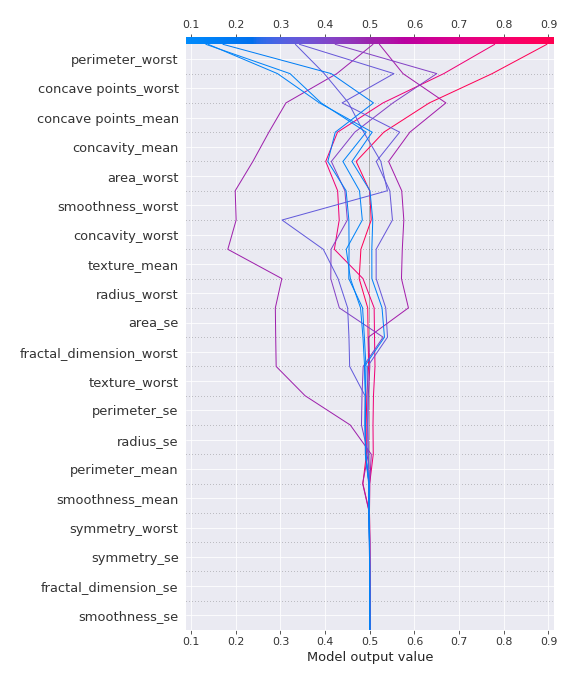 0.1 0.2 0.3 0.4 0.5 0.6 0.7 0.8 0.9
perimeter_worst
concave points_worst
concave points_mean
concavity_mean
area_worst
smoothness_worst
concavity_worst
texture_mean
radius_worst
area_se
fractal_dimension_worst
texture_worst
perimeter_se
radius_se
perimeter_mean
smoothness_mean
symmetry_worst
symmetry_se
fractal_dimension_se
smoothness_se
0.1 0.2 0.3 0.4 0.5 0.6 0.7 0.8 0.9
Model output value